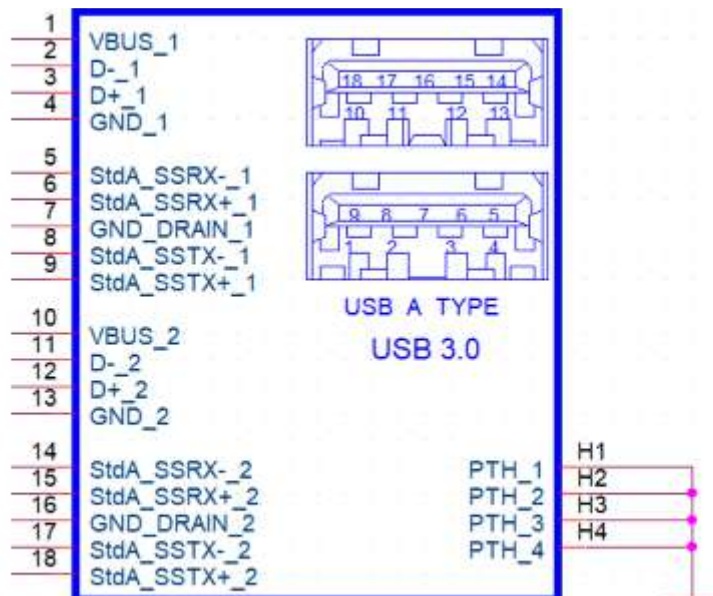 1 VBUS_1
2 D-_1
3 D+_1
4 GND_1
5 StdA_SSRX-_1
6 StdA_SSRX+_1
7 GND_DRAIN_1
8 StdA_SSTX-_1
9 StdA_SSTX+_1
10 VBUS_2
11 D-_2
12 D+_2
13 GND_2
14 StdA_SSRX-_2
15 StdA_SSRX+_2
16 GND_DRAIN_2
17 StdA_SSTX-_2
18 StdA_SSTX+_2
18 17 16 15 14
10 11 12 13
9 8 7 6 5
1 2 3 4
USB A TYPE
USB 3.0
PTH_1 H1
PTH_2 H2
PTH_3 H3
PTH_4 H4